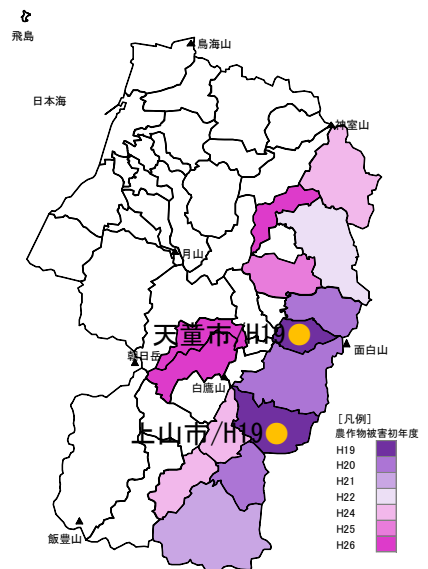 飛島
▲鳥海山
日本海
▲神室山
▲月山
天童市/H19
▲面白山
朝日岳
▲
白鷹山▲
上山市/H19
[凡例]
農作物被害初年度
H19
H20
H21
H22
H24
H25
H26
▲
飯豊山